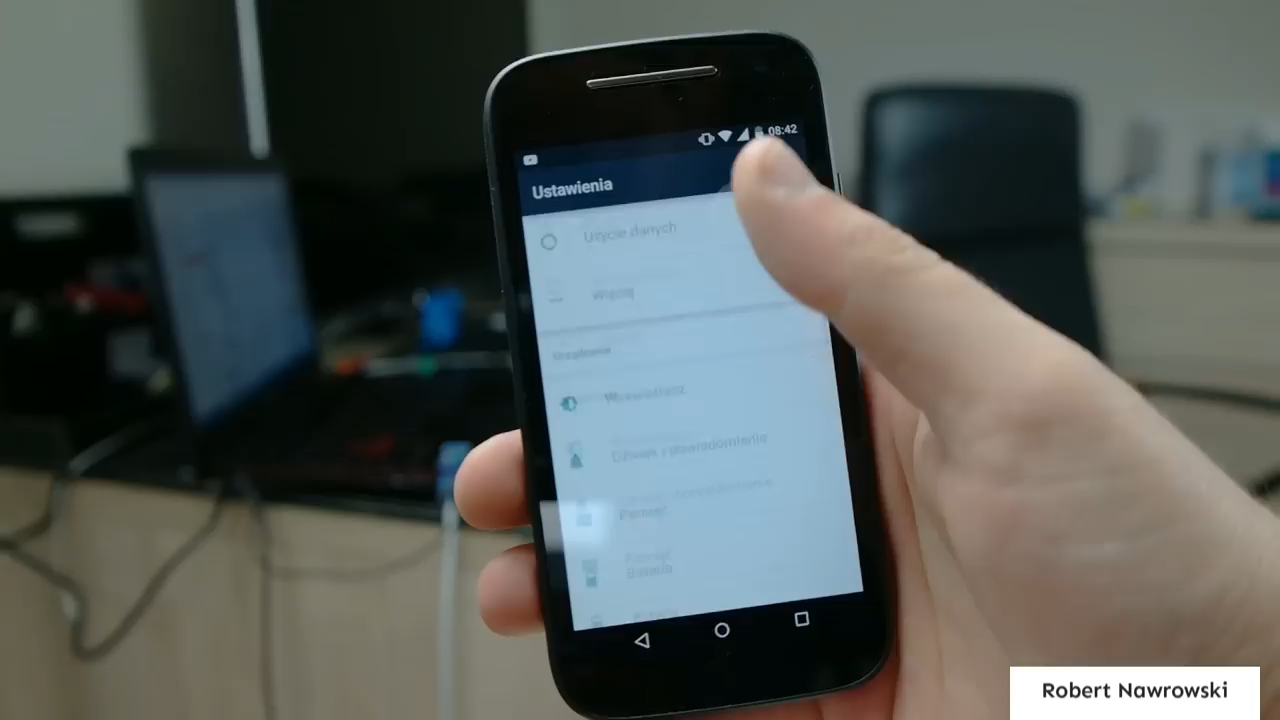 08:42
Ustawienia
Użycie danych
Więcej
Urządzenie
Wyświetlacz
Dźwięk i powiadomienia
Pamięć
Bateria
Robert Nawrowski